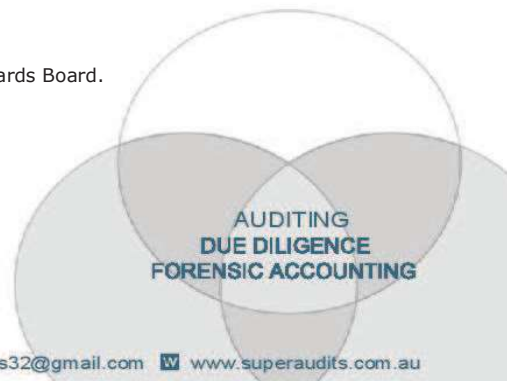 ards Board.
AUDITING
DUE DILIGENCE
FORENSIC ACCOUNTING
s32@gmail.com W www.superaudits.com.au